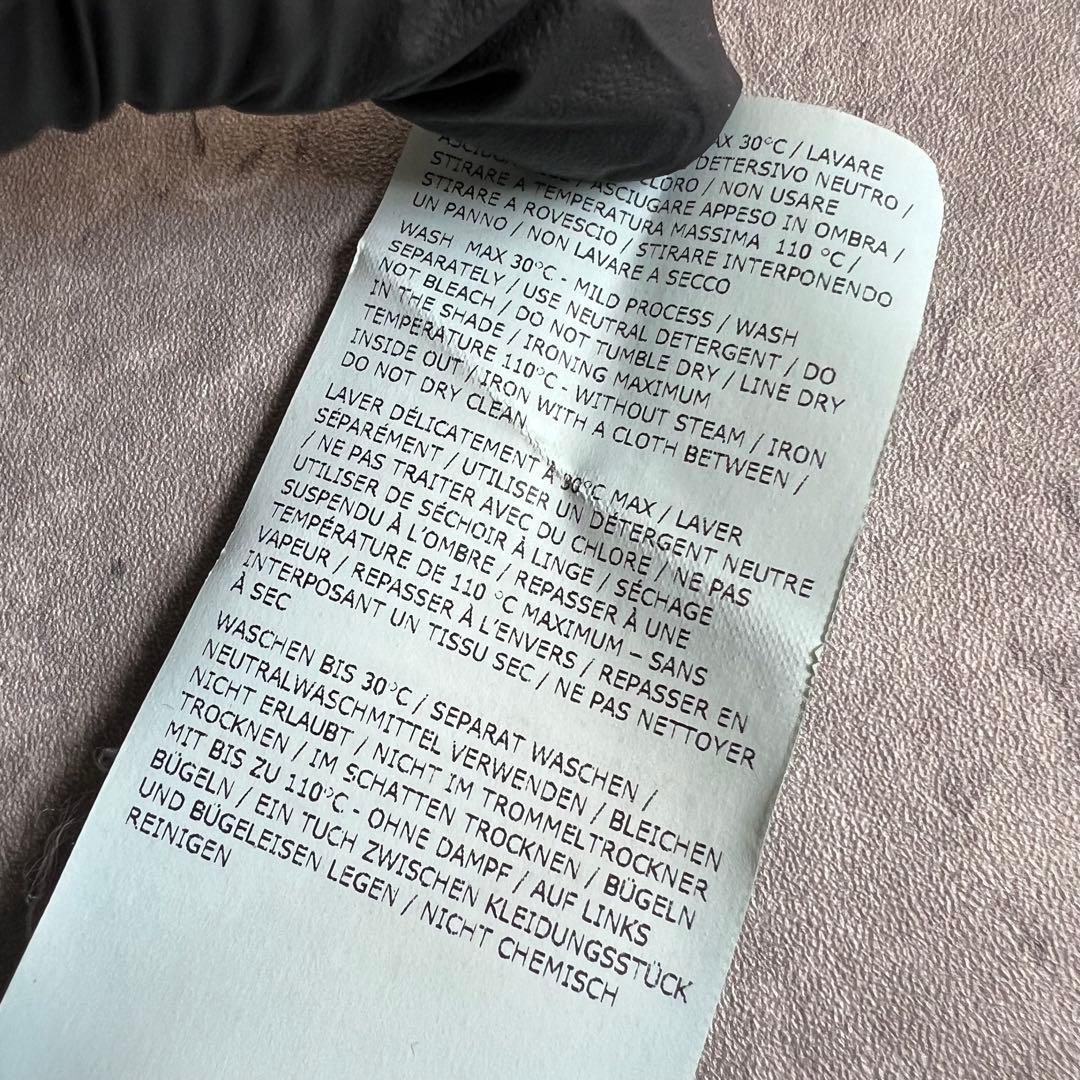 30°C / LAVARE
DETERSIVO NEUTRO /
CLORO / NON USARE
/ ASCIUGARE APPESO IN OMBRA /
STIRARE A TEMPERATURA MASSIMA 110 °C /
STIRARE A ROVESCIO / STIRARE INTERPONENDO
UN PANNO / NON LAVARE A SECCO
WASH MAX 30°C - MILD PROCESS / WASH
SEPARATELY / USE NEUTRAL DETERGENT / DO
NOT BLEACH / DO NOT TUMBLE DRY / LINE DRY
IN THE SHADE / IRONING MAXIMUM
TEMPERATURE 110°C - WITHOUT STEAM / IRON
INSIDE OUT / IRON WITH A CLOTH BETWEEN /
DO NOT DRY CLEAN
LAVER DÉLICATEMENT À 30°C MAX / LAVER
SÉPARÉMENT / UTILISER UN DÉTERGENT NEUTRE
/ NE PAS TRAITER AVEC DU CHLORE / NE PAS
UTILISER DE SÉCHOIR À LINGE / SÉCHAGE
SUSPENDU À L'OMBRE / REPASSER À UNE
TEMPÉRATURE DE 110 °C MAXIMUM – SANS
VAPEUR / REPASSER À L'ENVERS / REPASSER EN
INTERPOSANT UN TISSU SEC / NE PAS NETTOYER
À SEC
WASCHEN BIS 30°C / SEPARAT WASCHEN /
NEUTRALWASCHMITTEL VERWENDEN / BLEICHEN
NICHT ERLAUBT / NICHT IM TROMMELTROCKNER
TROCKNEN / IM SCHATTEN TROCKNEN / BÜGELN
MIT BIS ZU 110°C - OHNE DAMPF / AUF LINKS
BÜGELN / EIN TUCH ZWISCHEN KLEIDUNGSSTÜCK
UND BÜGELEISEN LEGEN / NICHT CHEMISCH
REINIGEN